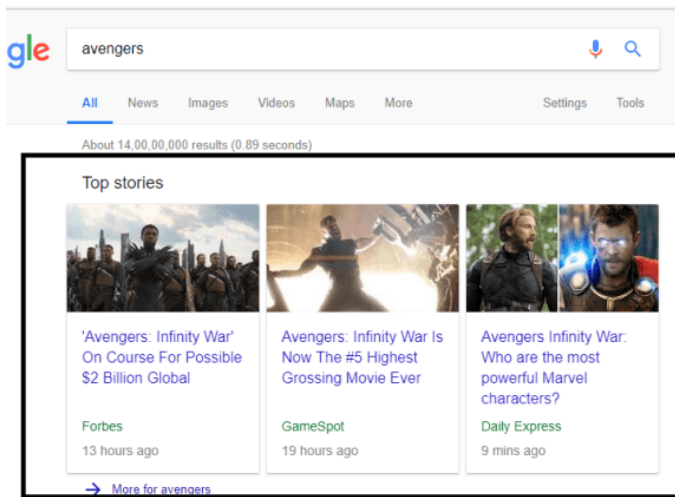 gle
avengers
All News Images Videos Maps More Settings Tools
About 14,00,00,000 results (0.89 seconds)
Top stories
'Avengers: Infinity War'
On Course For Possible
$2 Billion Global
Forbes
13 hours ago
Avengers: Infinity War Is
Now The #5 Highest
Grossing Movie Ever
GameSpot
19 hours ago
Avengers Infinity War:
Who are the most
powerful Marvel
characters?
Daily Express
9 mins ago
→ More for avengers